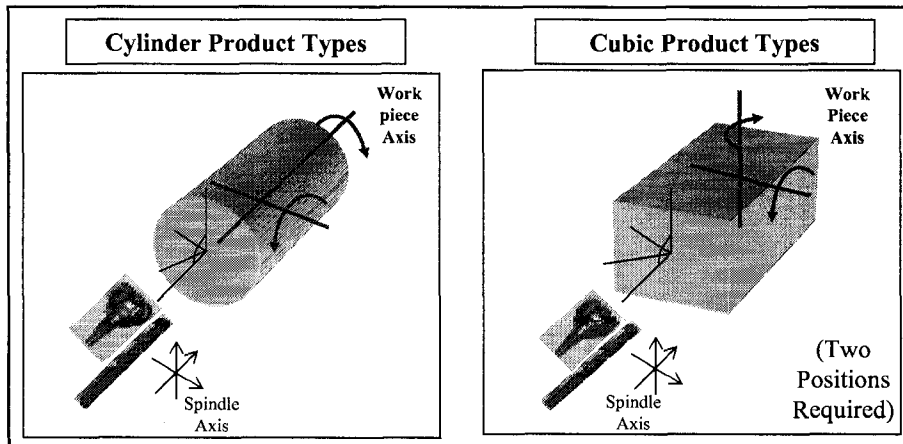 Cylinder Product Types
Work
piece
Axis
Spindle
Axis
Cubic Product Types
Work
Piece
Axis
(Two
Positions
Required)
Spindle
Axis